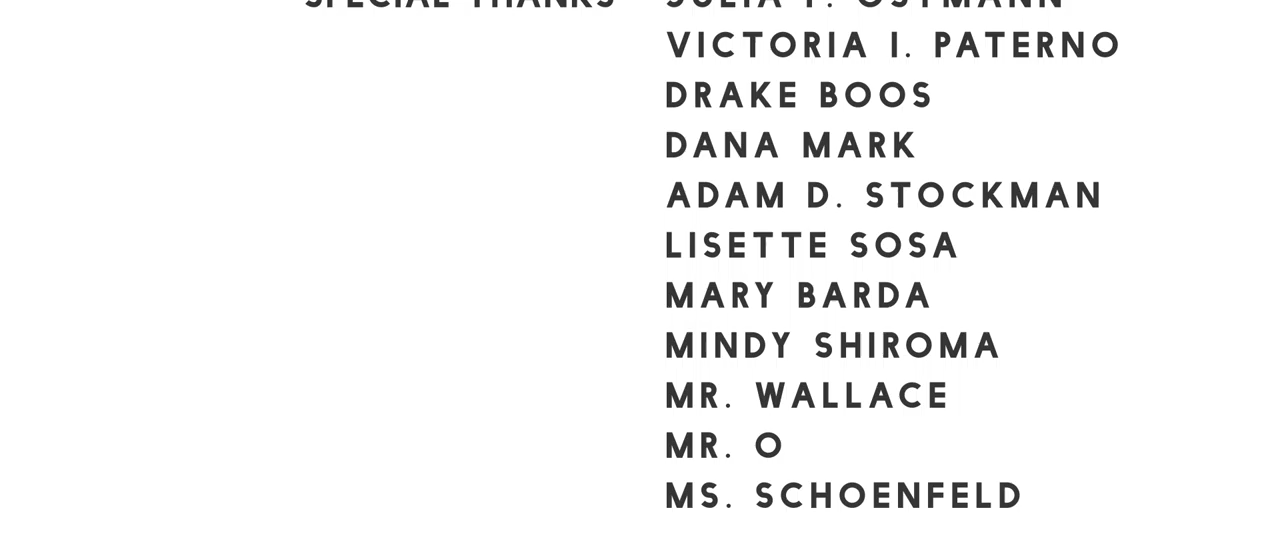 SPECIAL THANKS JULIA T. OSTMANN
VICTORIA I. PATERNO
DRAKE BOOS
DANA MARK
ADAM D. STOCKMAN
LISETTE SOSA
MARY BARDA
MINDY SHIROMA
MR. WALLACE
MR. O
MS. SCHOENFELD